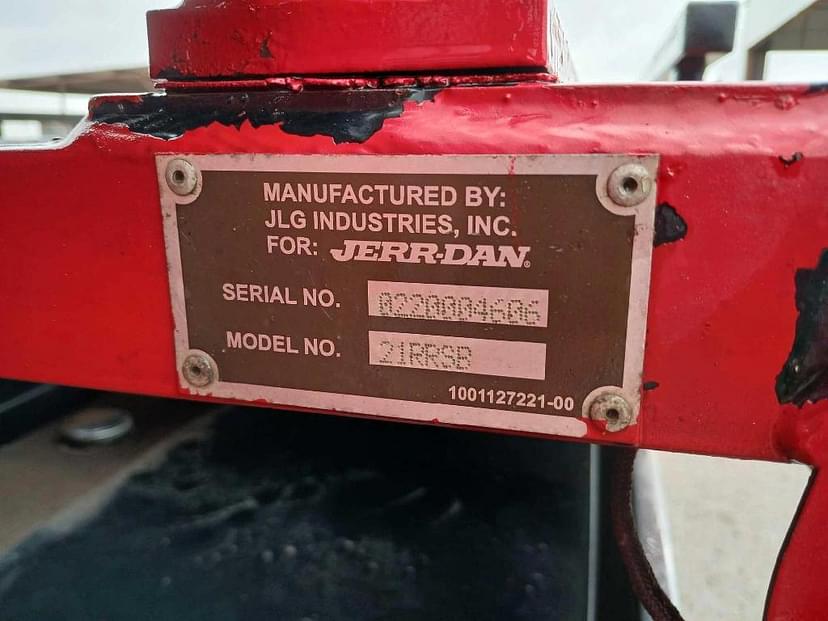 MANUFACTURED BY:
JLG INDUSTRIES, INC.
FOR: JERR-DAN®
SERIAL NO. 0220004606
MODEL NO. 21RRSB
1001127221-00